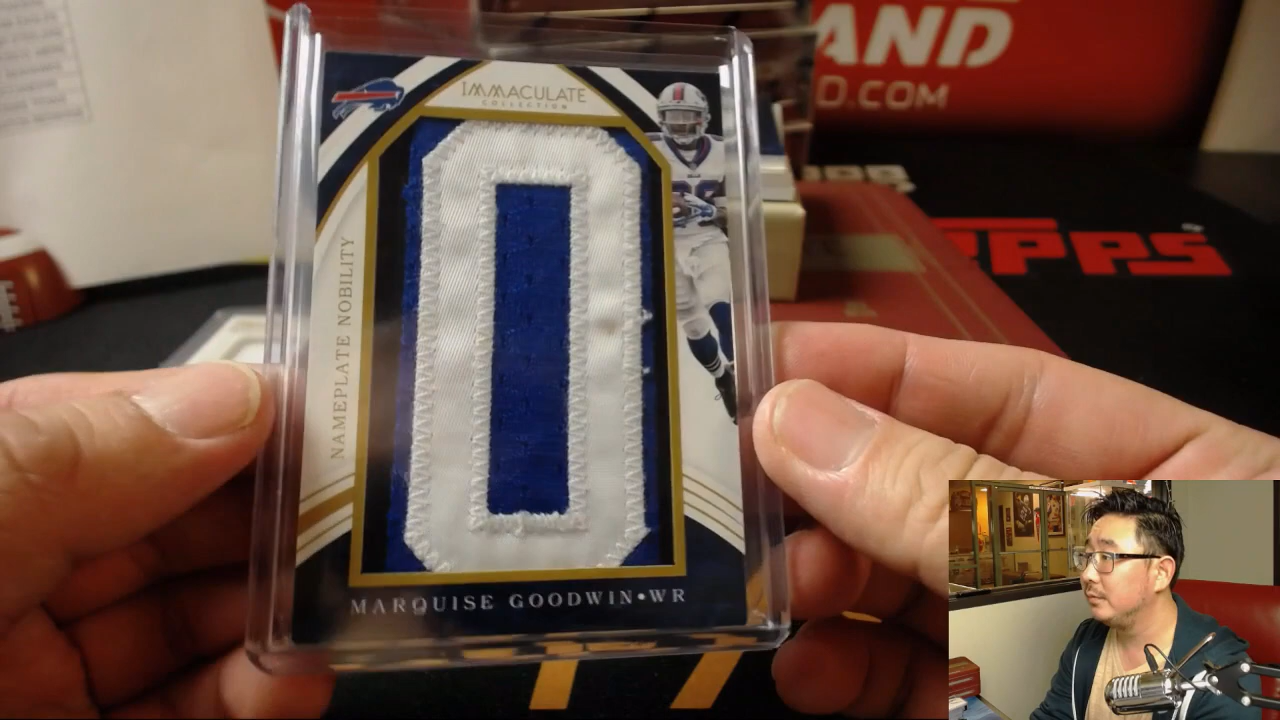 AND
D.COM
IMMACULATE
COLLECTION
NAMEPLATE NOBILITY
O
MARQUISE GOODWIN•WR
PPS